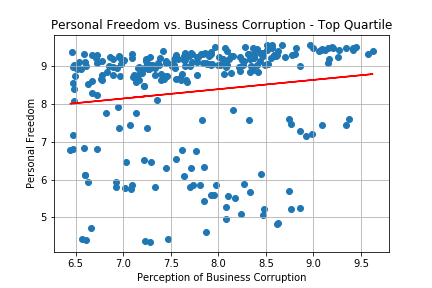 Personal Freedom vs. Business Corruption - Top Quartile
Personal Freedom
9
8
7
6
5
6.5 7.0 7.5 8.0 8.5 9.0 9.5
Perception of Business Corruption